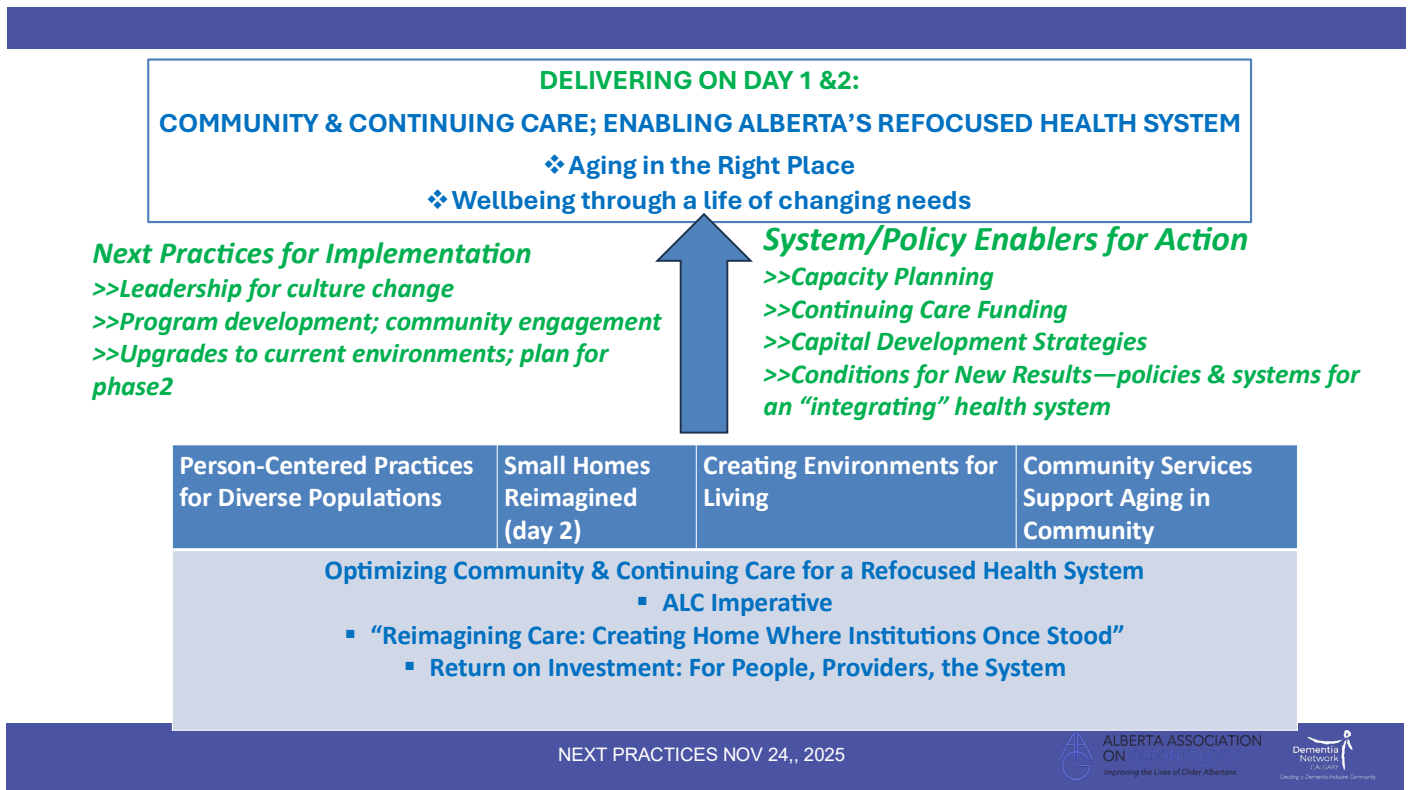 DELIVERING ON DAY 1 &2:
COMMUNITY & CONTINUING CARE; ENABLING ALBERTA’S REFOCUSED HEALTH SYSTEM
❖Aging in the Right Place
❖Wellbeing through a life of changing needs
Next Practices for Implementation
>>Leadership for culture change
>>Program development; community engagement
>>Upgrades to current environments; plan for
phase2
System/Policy Enablers for Action
>>Capacity Planning
>>Continuing Care Funding
>>Capital Development Strategies
>>Conditions for New Results—policies & systems for
an “integrating” health system
Person-Centered Practices
for Diverse Populations
Small Homes
Reimagined
(day 2)
Creating Environments for
Living
Community Services
Support Aging in
Community
Optimizing Community & Continuing Care for a Refocused Health System
▪ ALC Imperative
▪ “Reimagining Care: Creating Home Where Institutions Once Stood”
▪ Return on Investment: For People, Providers, the System
NEXT PRACTICES NOV 24,, 2025
ALBERTA ASSOCIATION
ON GERONTOLOGY
Improving the Lives of Older Albertans
Dementia
Network
CALGARY
Creating a Dementia-Inclusive Community